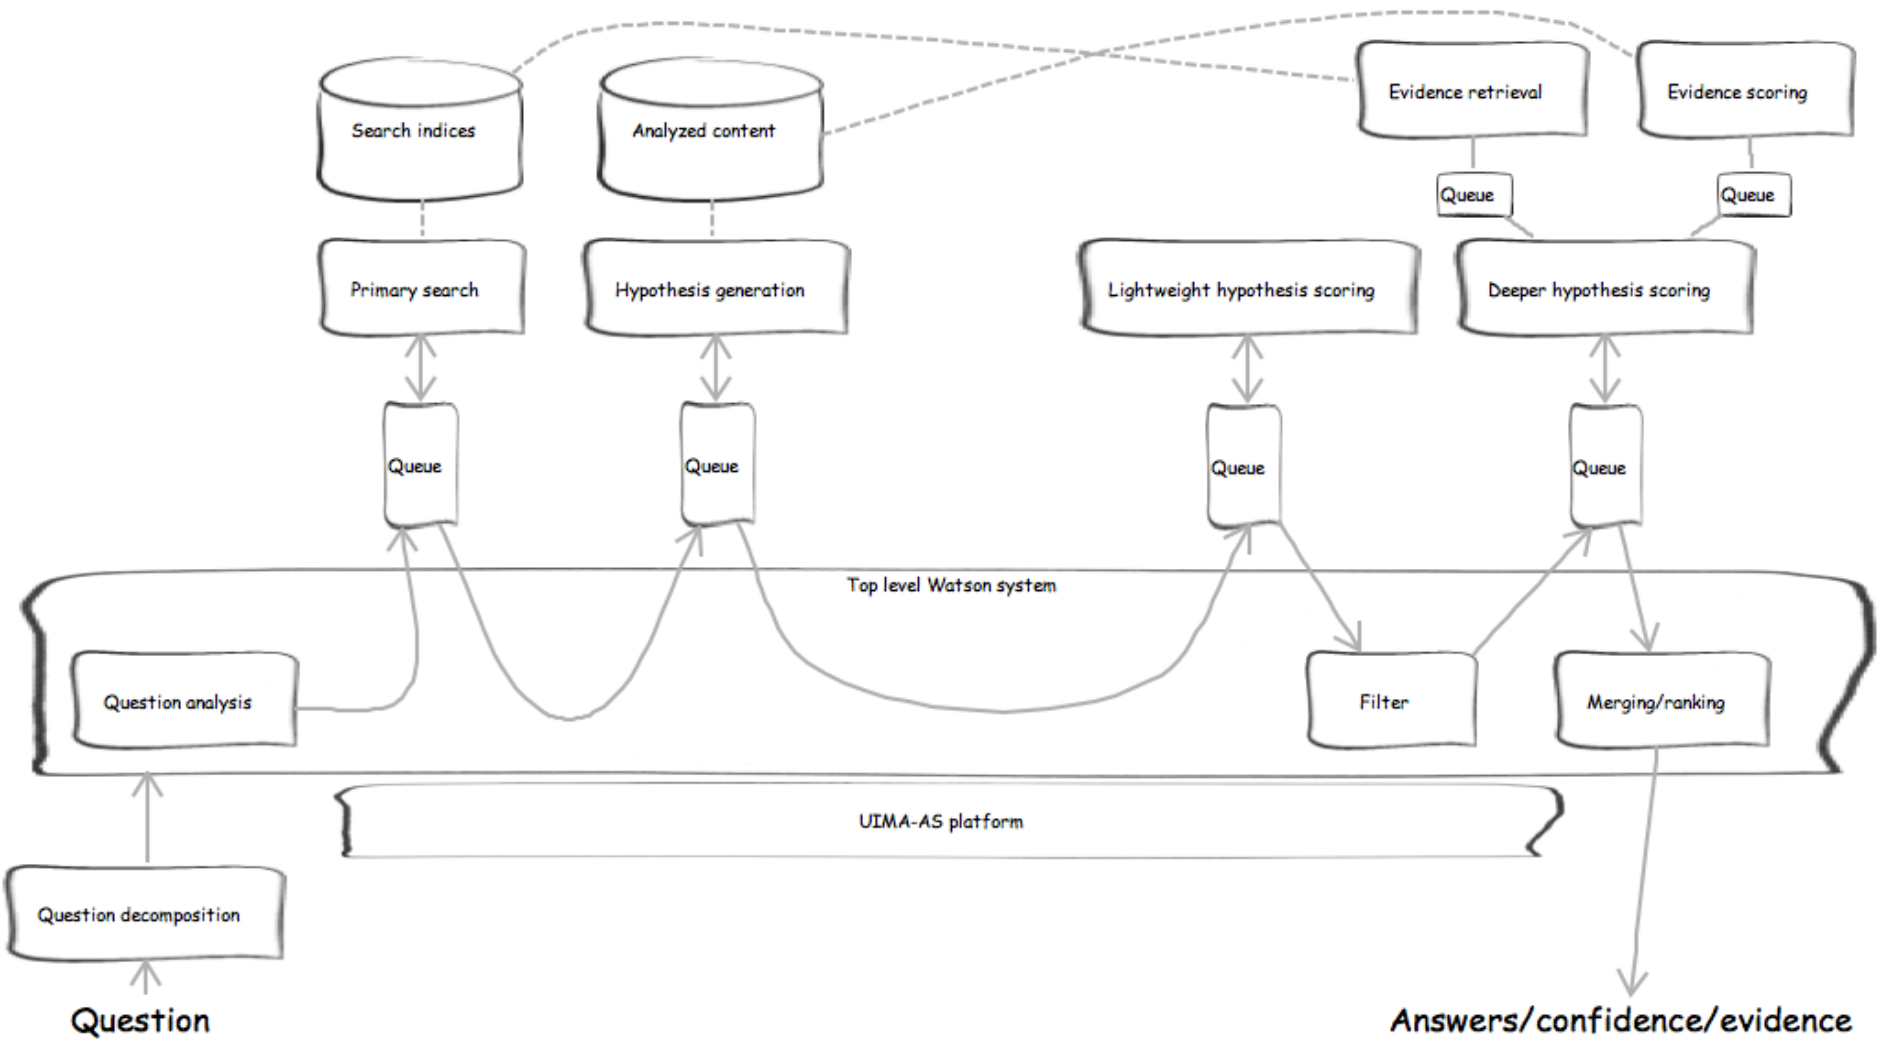 Evidence retrieval
Evidence scoring
Search indices
Analyzed content
Queue
Queue
Primary search
Hypothesis generation
Lightweight hypothesis scoring
Deeper hypothesis scoring
Queue
Queue
Queue
Queue
Top level Watson system
Question analysis
Filter
Merging/ranking
UIMA-AS platform
Question decomposition
Question
Answers/confidence/evidence